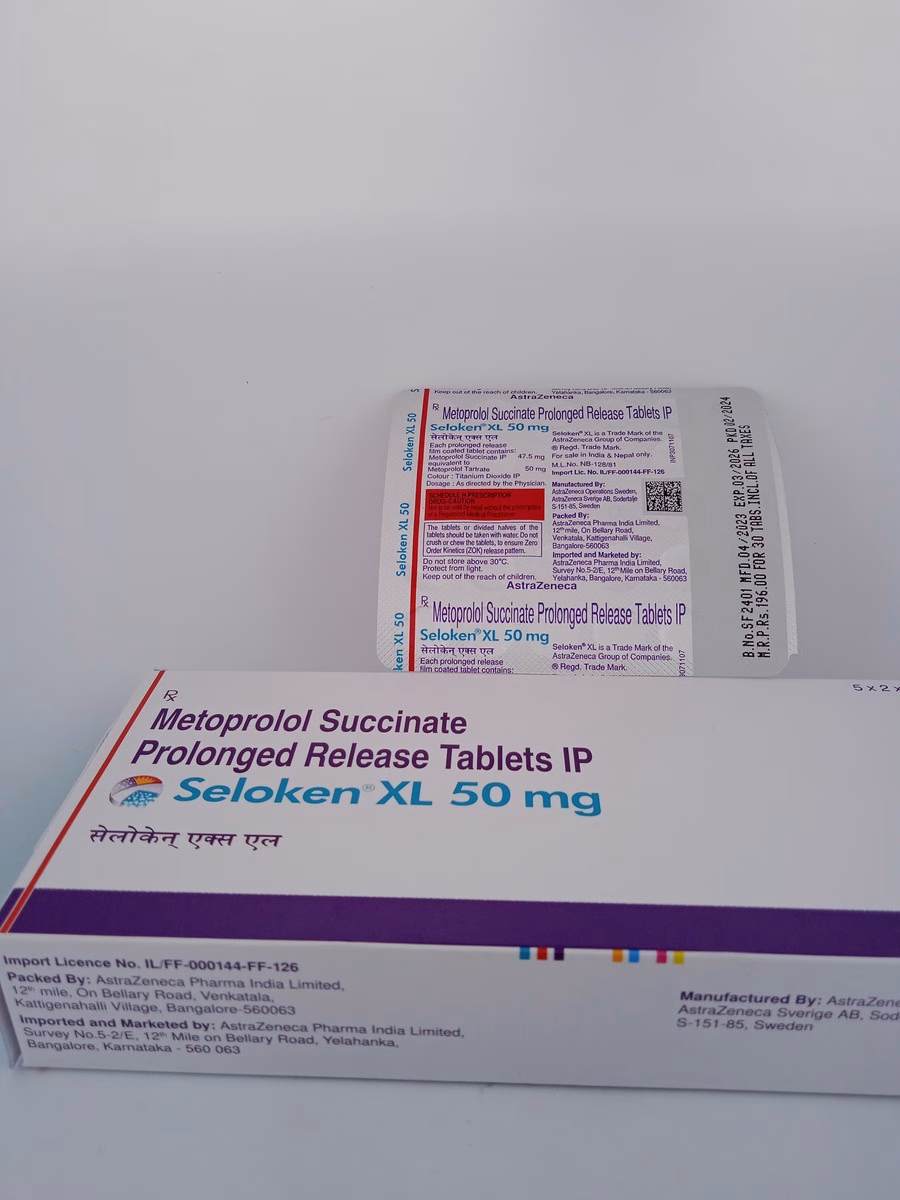 Keep out of the reach of children.
AstraZeneca
Yelahanka, Bangalore, Karnataka - 560063
Rx
Metoprolol Succinate Prolonged Release Tablets IP
Seloken® XL 50 mg
सेलोकेन् एक्स एल
Each prolonged release
film coated tablet contains:
Metoprolol Succinate IP 47.5 mg
equivalent to
Metoprolol Tartrate 50 mg
Colour : Titanium Dioxide IP
Dosage : As directed by the Physician.
SCHEDULE H PRESCRIPTION
DRUG-CAUTION
The tablets or divided halves of the
tablets should be taken with water. Do not
crush or chew the tablets, to ensure Zero
Order Kinetics (ZOK) release pattern.
Do not store above 30°C.
Protect from light.
Keep out of the reach of children.
Seloken® XL is a Trade Mark of the
AstraZeneca Group of Companies.
® Regd. Trade Mark.
For sale in India & Nepal only.
M.L.No. NB-128/81
Import Lic. No. IL/FF-000144-FF-126
Manufactured By:
AstraZeneca Operations Sweden,
AstraZeneca Sverige AB, Sodertalje
S-151-85, Sweden
Packed By:
AstraZeneca Pharma India Limited,
12th mile, On Bellary Road,
Venkatala, Kattigenahalli Village,
Bangalore-560063
Imported and Marketed by:
AstraZeneca Pharma India Limited,
Survey No.5-2/E, 12th Mile on Bellary Road,
Yelahanka, Bangalore, Karnataka - 560063
AstraZeneca
Rx
Metoprolol Succinate Prolonged Release Tablets IP
Seloken® XL 50 mg
सेलोकेन् एक्स एल
Each prolonged release
film coated tablet contains:
Seloken® XL is a Trade Mark of the
AstraZeneca Group of Companies.
® Regd. Trade Mark.
Seloken XL 50
Seloken XL 50
ken XL 50
B.No.SF2401 MFD.04/2023 EXP.03/2026 PKD.02/2024
M.R.P.Rs.196.00 FOR 30 TABS.INCL.OF ALL TAXES
5x2x
Rx
Metoprolol Succinate
Prolonged Release Tablets IP
Seloken® XL 50 mg
सेलोकेन् एक्स एल
Import Licence No. IL/FF-000144-FF-126
Packed By: AstraZeneca Pharma India Limited,
12th mile, On Bellary Road, Venkatala,
Kattigenahalli Village, Bangalore-560063
Imported and Marketed by: AstraZeneca Pharma India Limited,
Survey No.5-2/E, 12th Mile on Bellary Road, Yelahanka,
Bangalore, Karnataka - 560 063
Manufactured By: AstraZene
AstraZeneca Sverige AB, Sod
S-151-85, Sweden